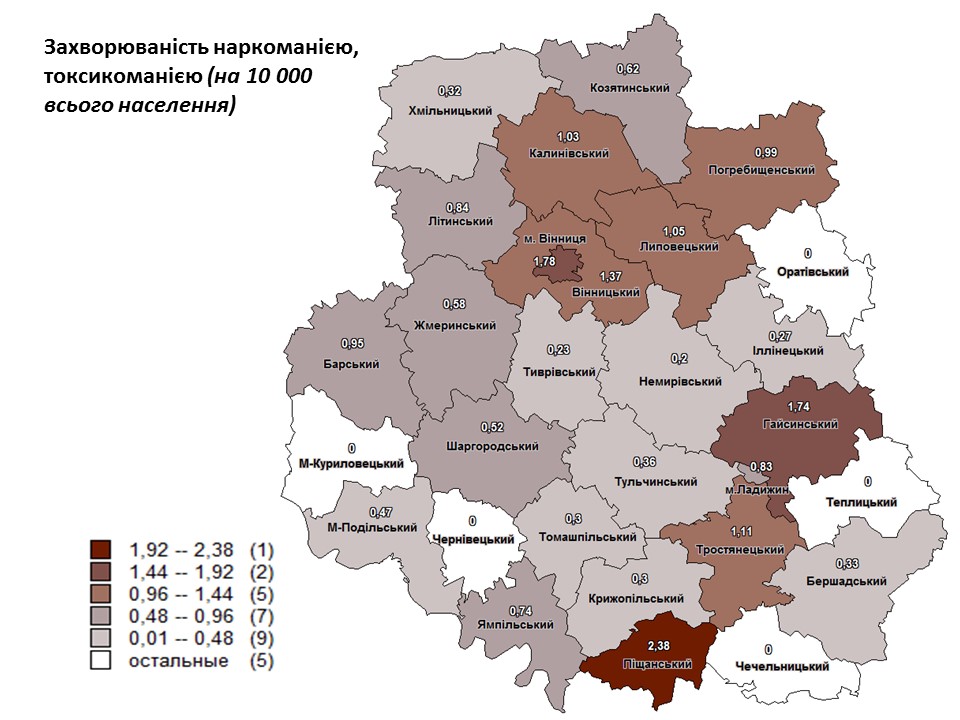 Захворюваність наркоманією,
токсикоманією (на 10 000
всього населення)
0,62
Козятинський
0,32
Хмільницький
1,03
Калинівський
0,99
Погребищенський
0,84
Літинський
1,05
Липовецький
м. Вінниця
1,78
1,37
Вінницький
0
Оратівський
0,58
Жмеринський
0,95
Барський
0,23
Тиврівський
0,2
Немирівський
0,27
Іллінецький
1,74
Гайсинський
0,52
Шаргородський
0
М-Куриловецький
0,36
Тульчинський
0,83
м.Ладижин
0
Теплицький
0,47
М-Подільський
0
Чернівецький
0,3
Томашпільський
1,11
Тростянецький
0,33
Бершадський
0,3
Крижопільський
0,74
Ямпільський
2,38
Піщанський
0
Чечельницький
1,92 -- 2,38 (1)
1,44 -- 1,92 (2)
0,96 -- 1,44 (5)
0,48 -- 0,96 (7)
0,01 -- 0,48 (9)
остальные (5)